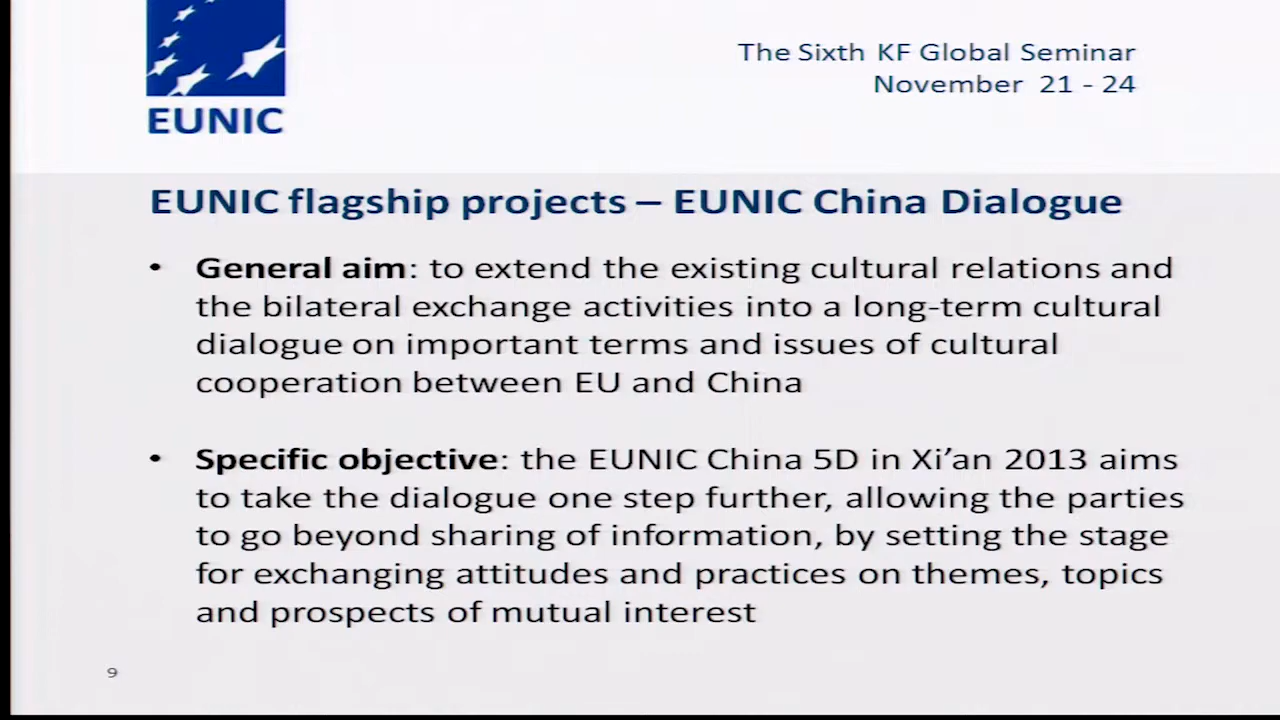 The Sixth KF Global Seminar
November 21 - 24
EUNIC
EUNIC flagship projects – EUNIC China Dialogue
• General aim: to extend the existing cultural relations and
the bilateral exchange activities into a long-term cultural
dialogue on important terms and issues of cultural
cooperation between EU and China
• Specific objective: the EUNIC China 5D in Xi’an 2013 aims
to take the dialogue one step further, allowing the parties
to go beyond sharing of information, by setting the stage
for exchanging attitudes and practices on themes, topics
and prospects of mutual interest
9